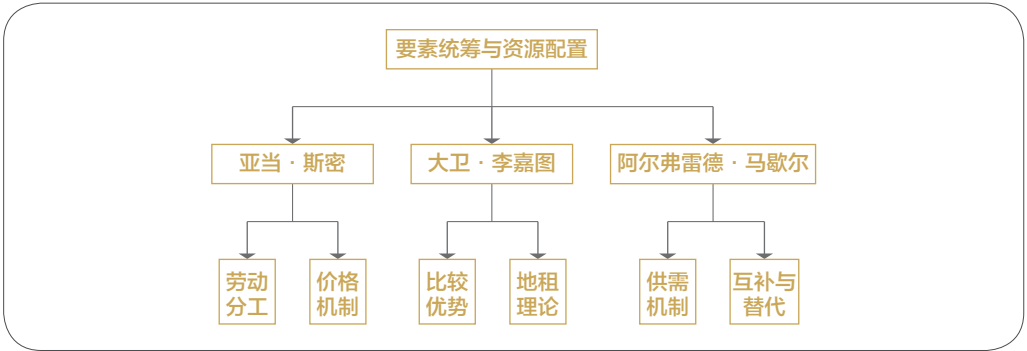 要素统筹与资源配置
亚当·斯密
大卫·李嘉图
阿尔弗雷德·马歇尔
劳动
分工
价格
机制
比较
优势
地租
理论
供需
机制
互补与
替代